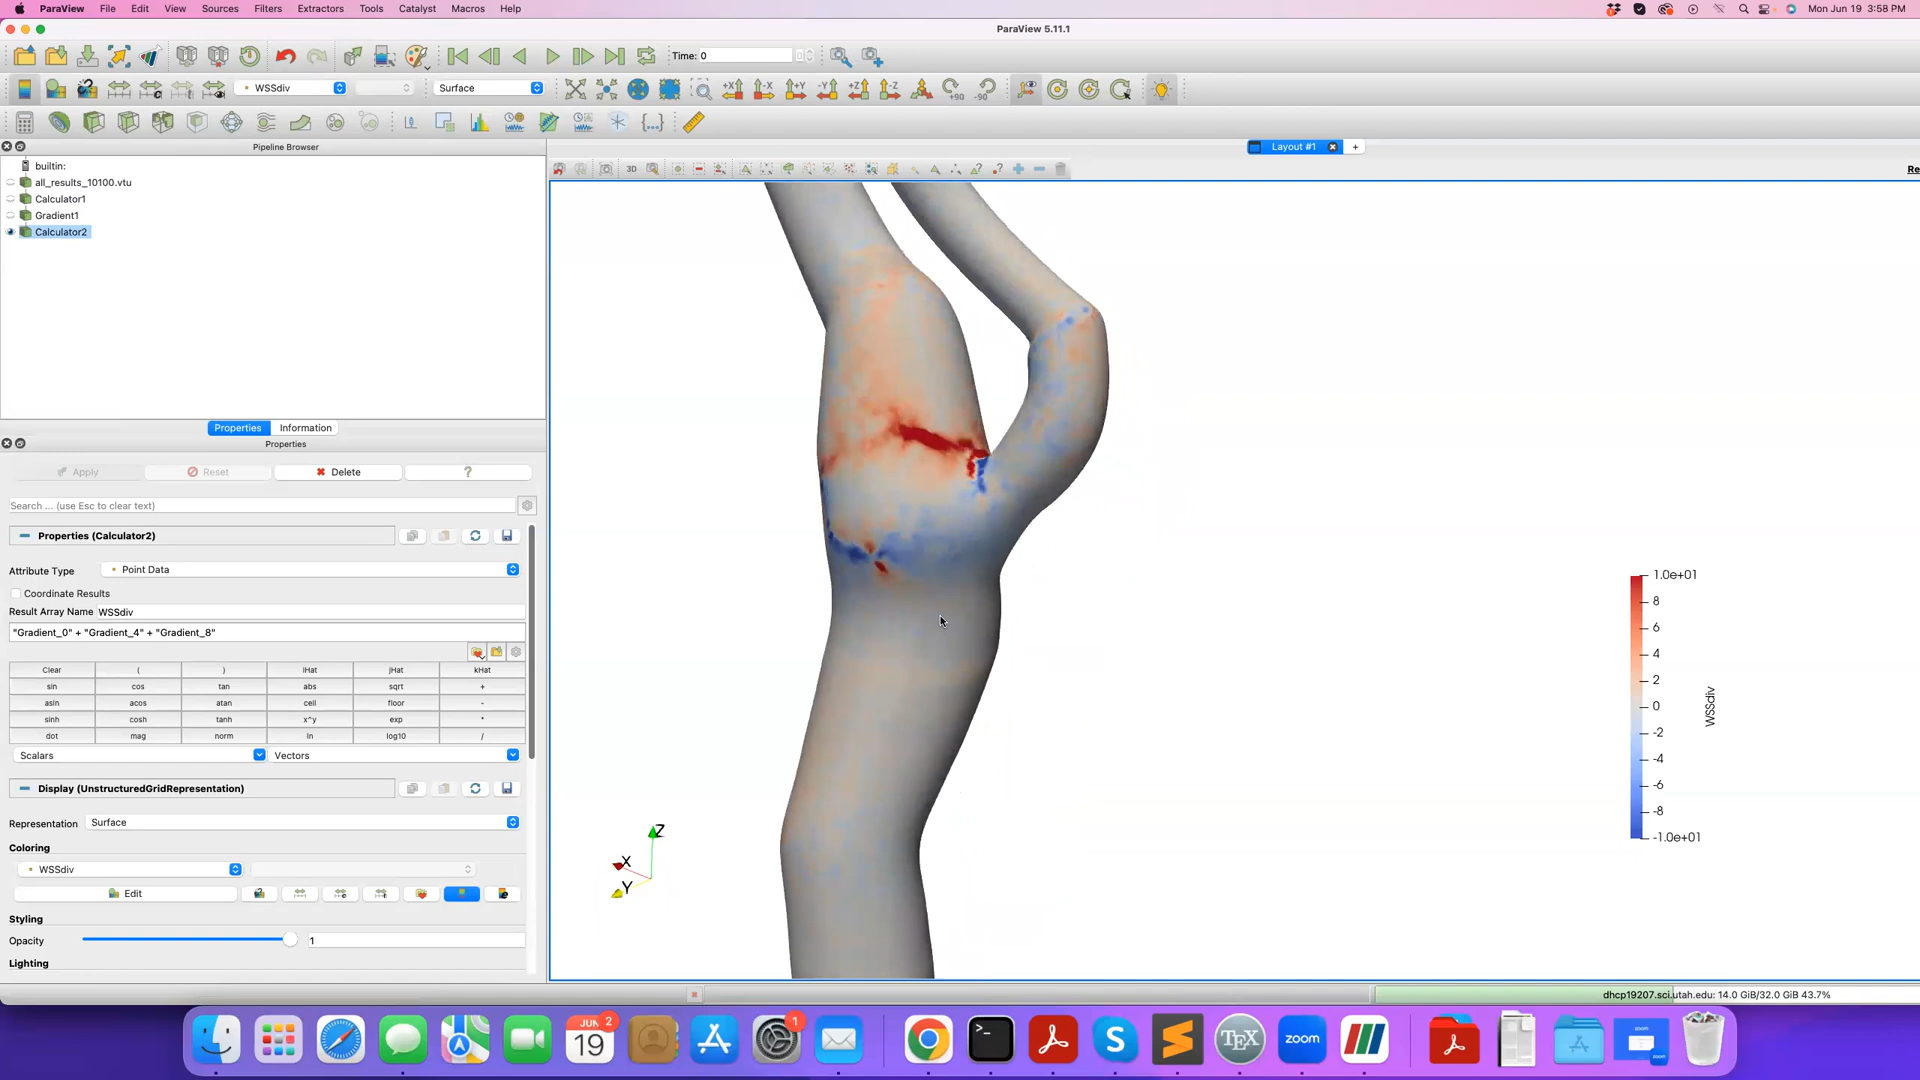 ParaView File Edit View Sources Filters Extractors Tools Catalyst Macros Help Mon Jun 19 3:58 PM
ParaView 5.11.1
Time: 0
WSSdiv Surface +X -X +Y -Y +Z -Z +90 -90
Pipeline Browser Layout #1 +
builtin: 3D Re
all_results_10100.vtu
Calculator1
Gradient1
Calculator2
Properties Information
Properties
Apply Reset Delete ?
Search ... (use Esc to clear text)
Properties (Calculator2)
Attribute Type Point Data
Coordinate Results
Result Array Name WSSdiv
"Gradient_0" + "Gradient_4" + "Gradient_8"
Clear ( ) iHat jHat kHat
sin cos tan abs sqrt +
asin acos atan ceil floor -
sinh cosh tanh x^y exp *
dot mag norm ln log10 /
Scalars Vectors
Display (UnstructuredGridRepresentation)
Representation Surface
Coloring
WSSdiv
Edit
Styling
Opacity 1
Lighting
1.0e+01
8
6
4
2
0
-2
-4
-6
-8
-1.0e+01
WSSdiv
Z
X
Y
dhcp19207.sci.utah.edu: 14.0 GiB/32.0 GiB 43.7%
JUN 2
19
1
TEX
zoom
zoom